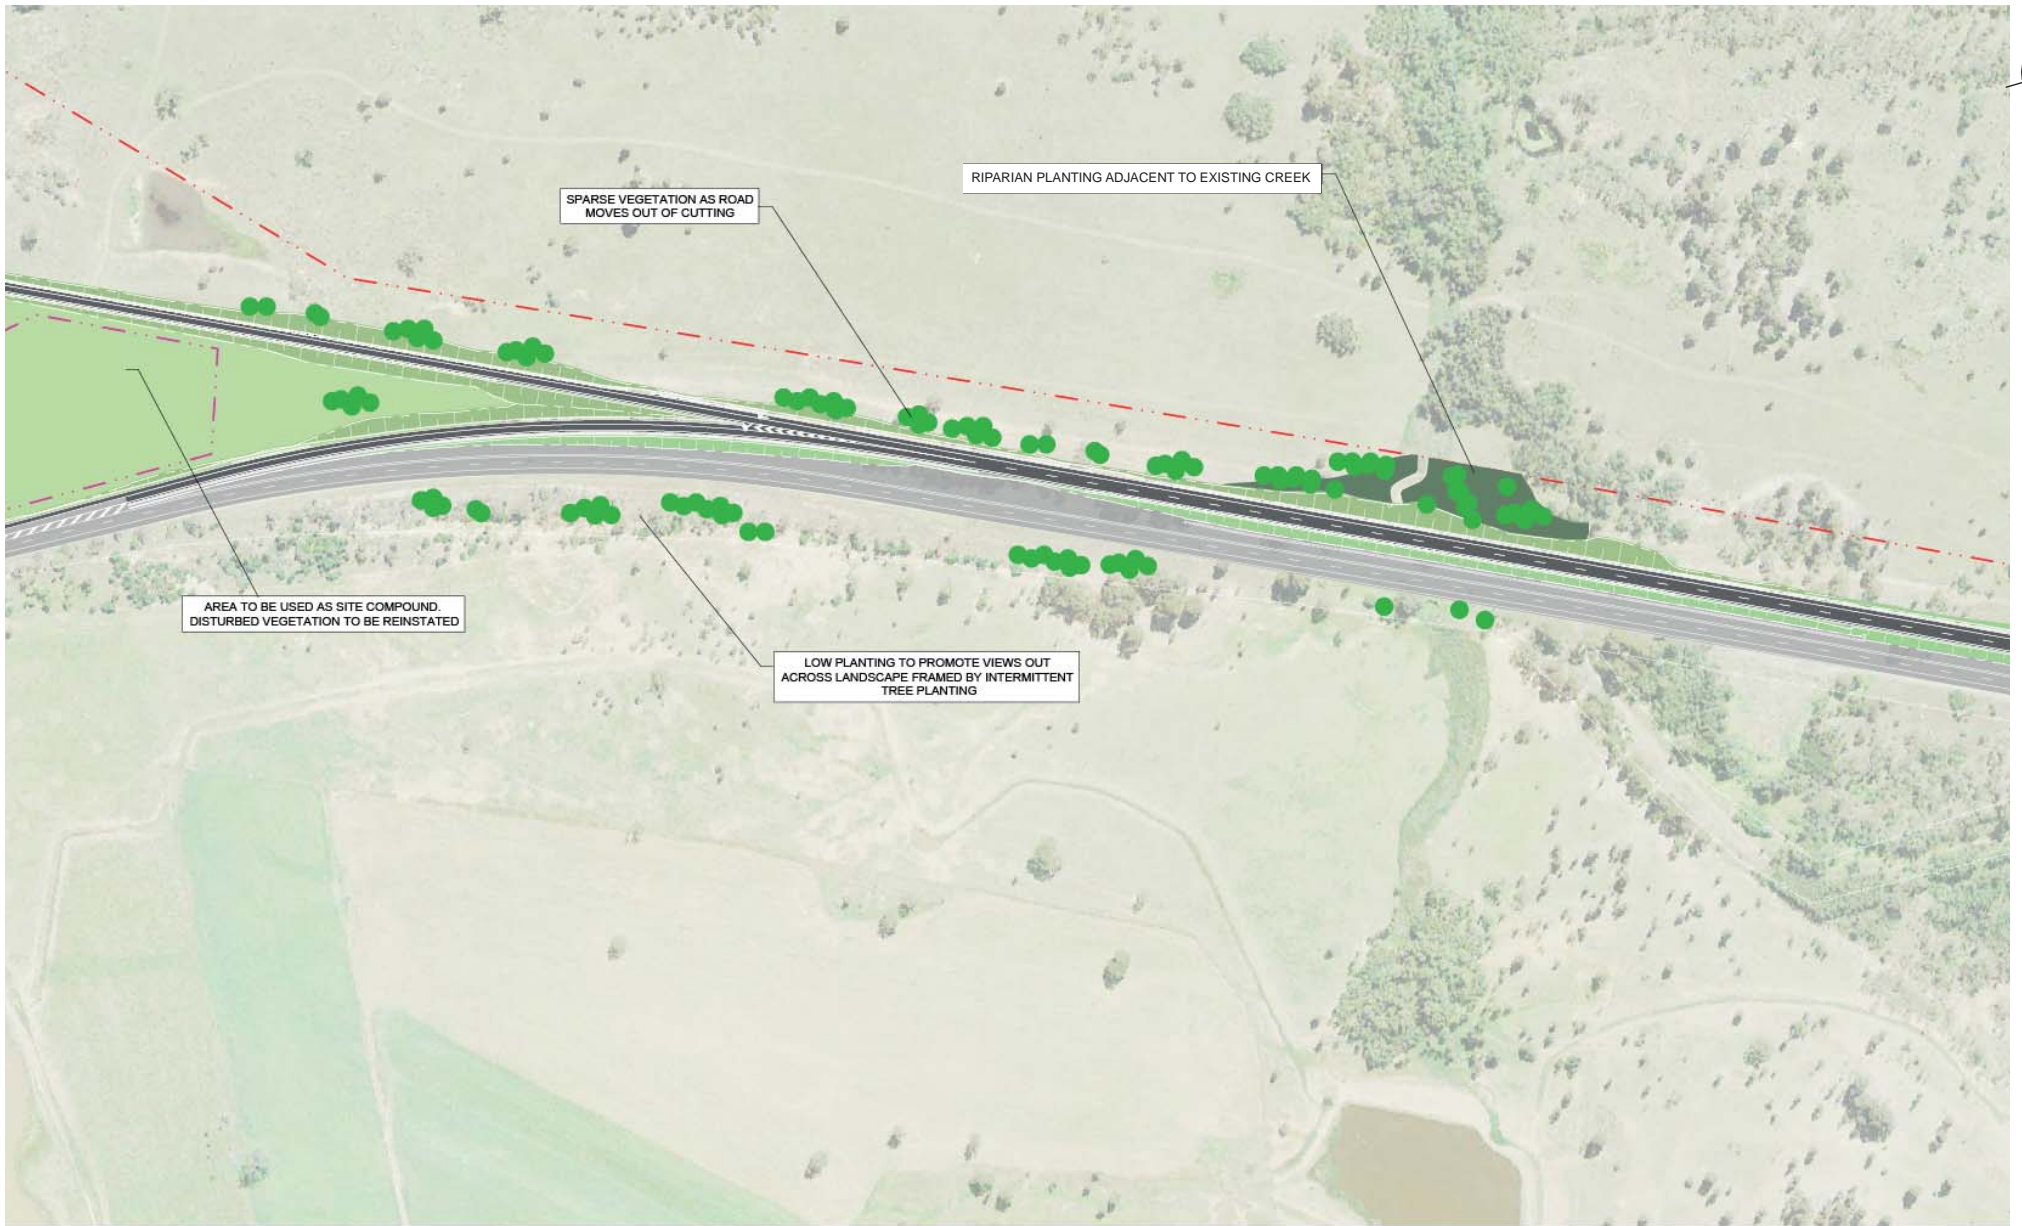 RIPARIAN PLANTING ADJACENT TO EXISTING CREEK
SPARSE VEGETATION AS ROAD
MOVES OUT OF CUTTING
AREA TO BE USED AS SITE COMPOUND.
DISTURBED VEGETATION TO BE REINSTATED
LOW PLANTING TO PROMOTE VIEWS OUT
ACROSS LANDSCAPE FRAMED BY INTERMITTENT
TREE PLANTING